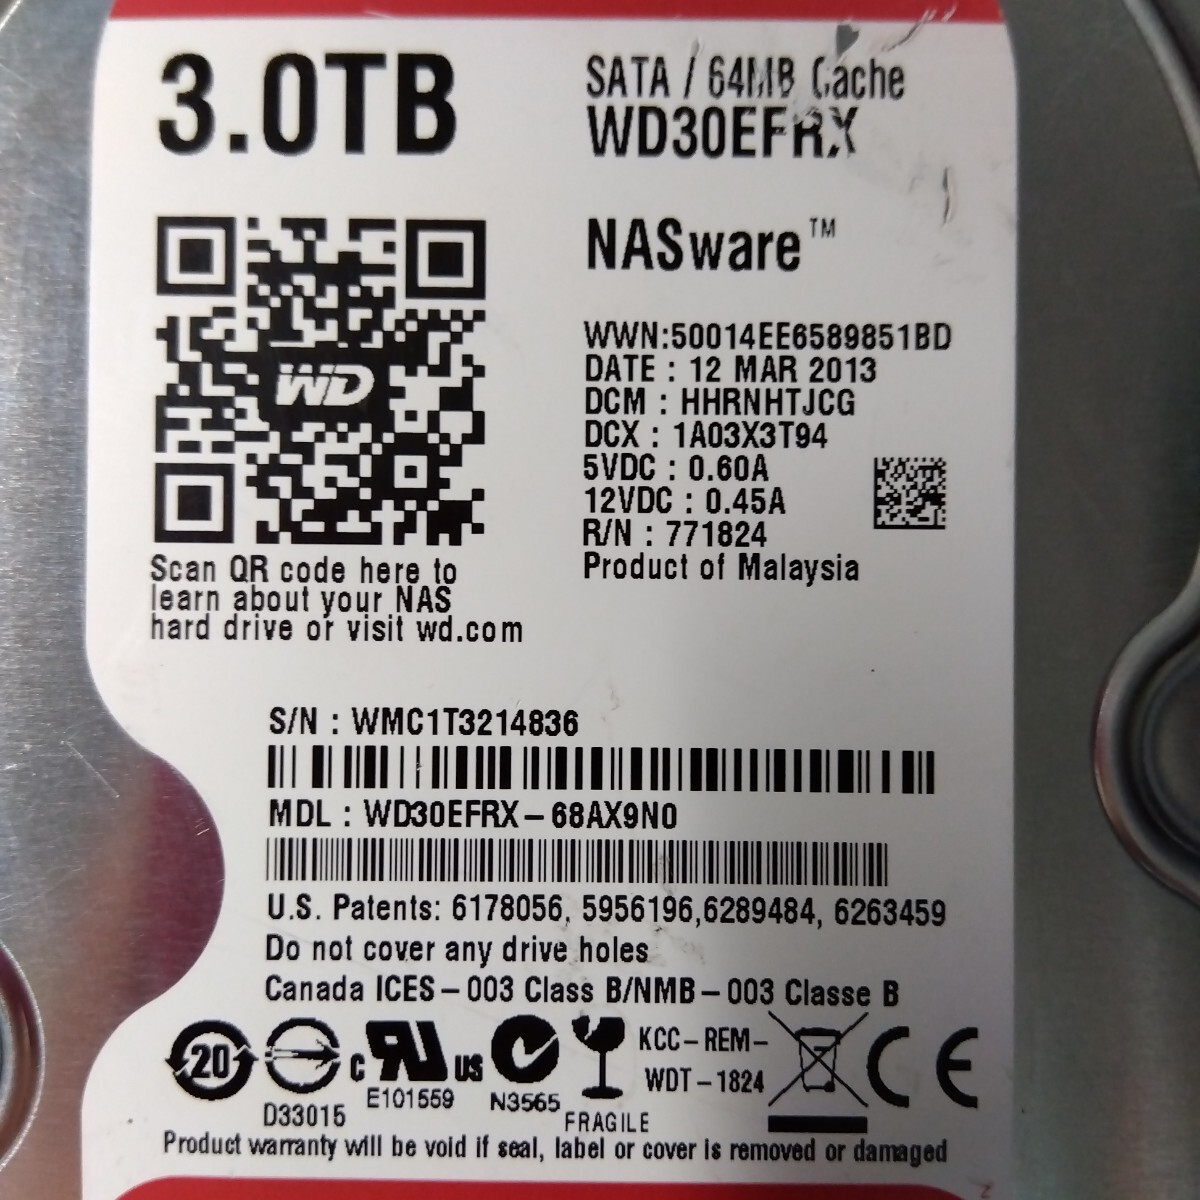 3.0TB
SATA / 64MB Cache
WD30EFRX
NASware™
WD
WWN:50014EE6589851BD
DATE : 12 MAR 2013
DCM : HHRNHTJCG
DCX : 1A03X3T94
5VDC : 0.60A
12VDC : 0.45A
R/N : 771824
Product of Malaysia
Scan QR code here to
learn about your NAS
hard drive or visit wd.com
S/N : WMC1T3214836
MDL : WD30EFRX-68AX9N0
U.S. Patents: 6178056, 5956196,6289484, 6263459
Do not cover any drive holes
Canada ICES-003 Class B/NMB-003 Classe B
20
D33015
c RU US
E101559
N3565
FRAGILE
KCC-REM-
WDT-1824
CE
Product warranty will be void if seal, label or cover is removed or damaged